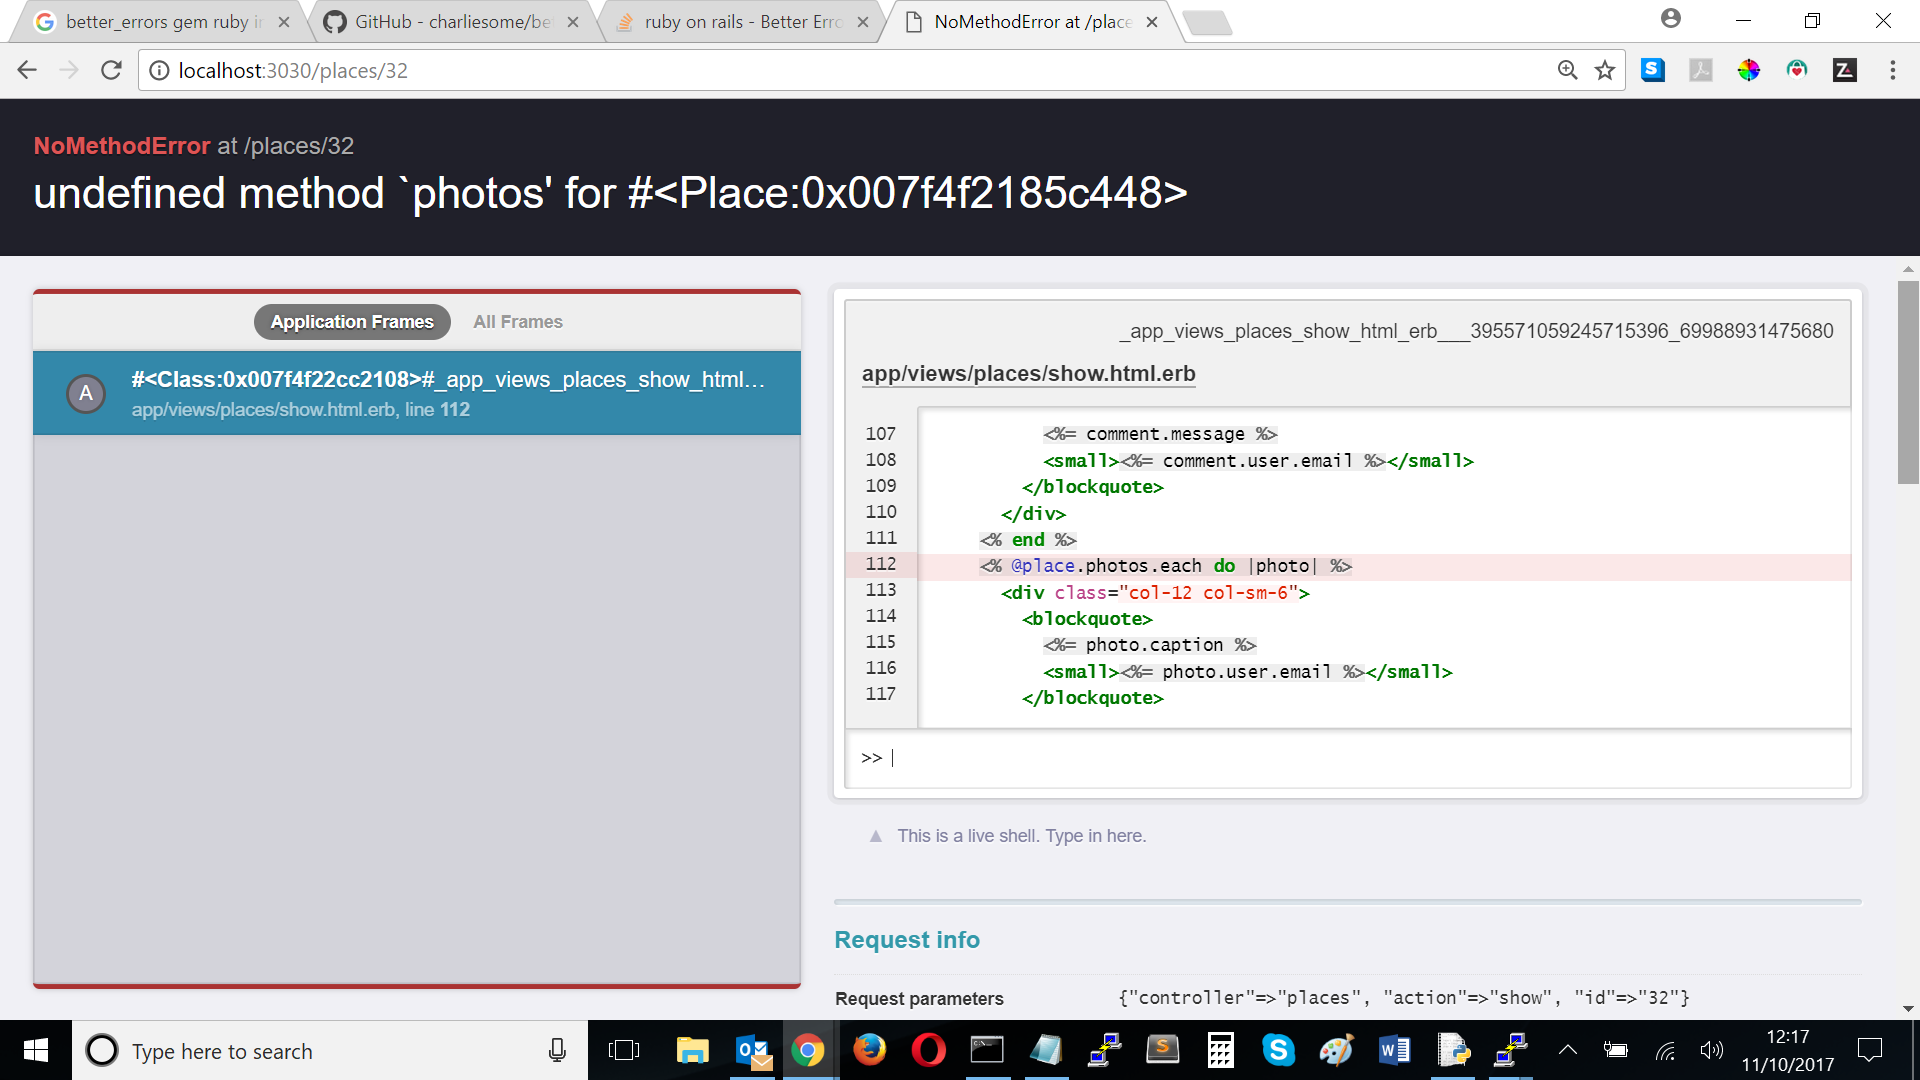 better_errors gem ruby i
GitHub - charliesome/be
ruby on rails - Better Erro
NoMethodError at /place
localhost:3030/places/32
NoMethodError at /places/32
undefined method `photos' for #<Place:0x007f4f2185c448>
Application Frames
All Frames
A
#<Class:0x007f4f22cc2108>#_app_views_places_show_html...
app/views/places/show.html.erb, line 112
_app_views_places_show_html_erb___395571059245715396_69988931475680
app/views/places/show.html.erb
107 <%= comment.message %>
108 <small><%= comment.user.email %></small>
109 </blockquote>
110 </div>
111 <% end %>
112 <% @place.photos.each do |photo| %>
113 <div class="col-12 col-sm-6">
114 <blockquote>
115 <%= photo.caption %>
116 <small><%= photo.user.email %></small>
117 </blockquote>
>>
This is a live shell. Type in here.
Request info
Request parameters
{"controller"=>"places", "action"=>"show", "id"=>"32"}
Type here to search
12:17
11/10/2017